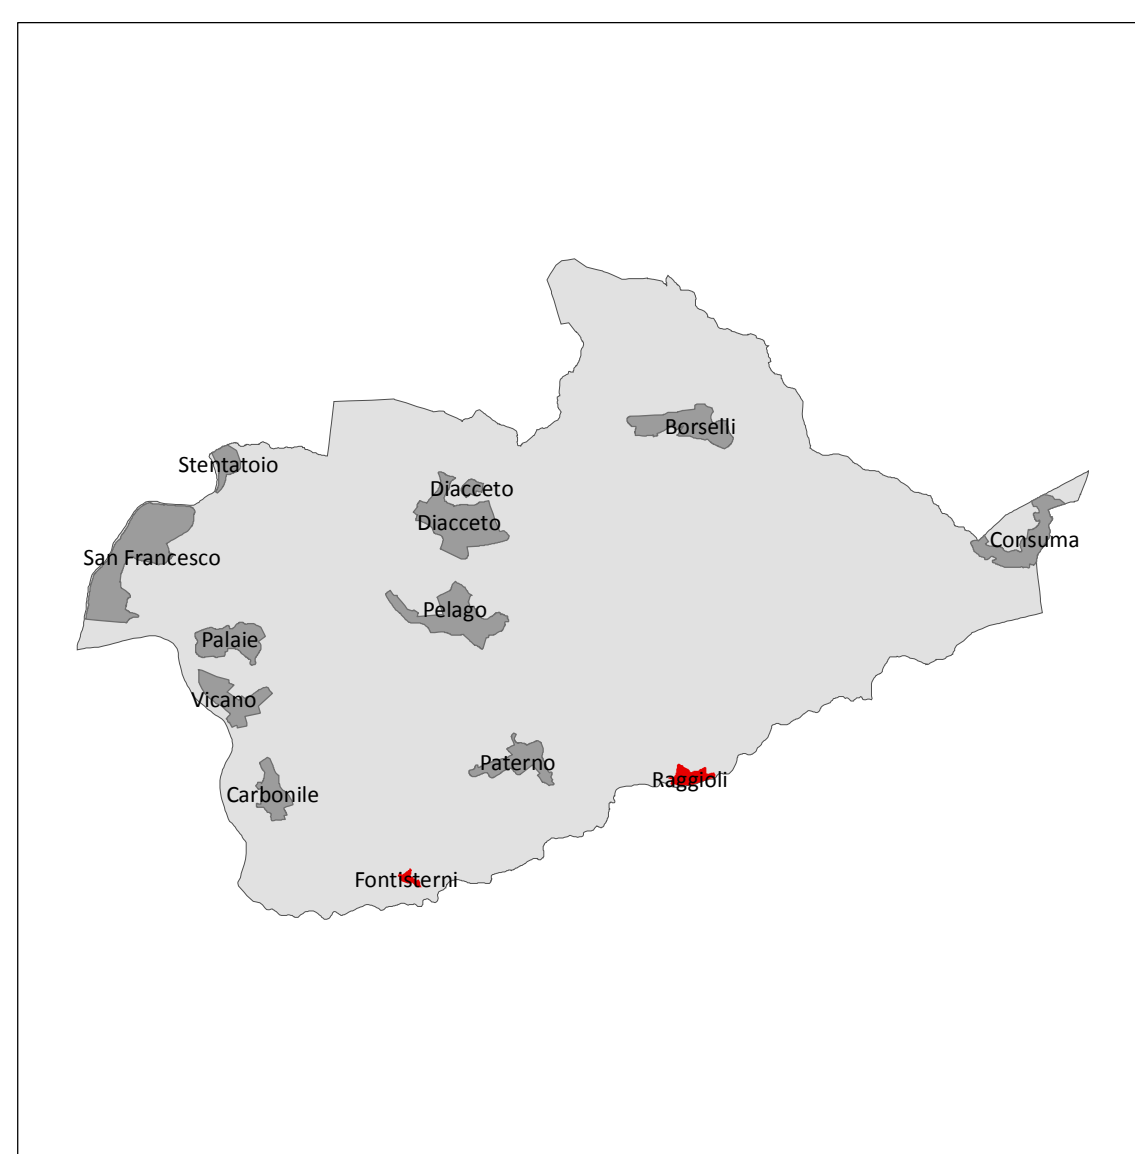 Borselli
Stentatoio
Diacceto
Diacceto
Consuma
San Francesco
Pelago
Palaie
Vicano
Paterno
Raggioli
Carbonile
Fontisterni